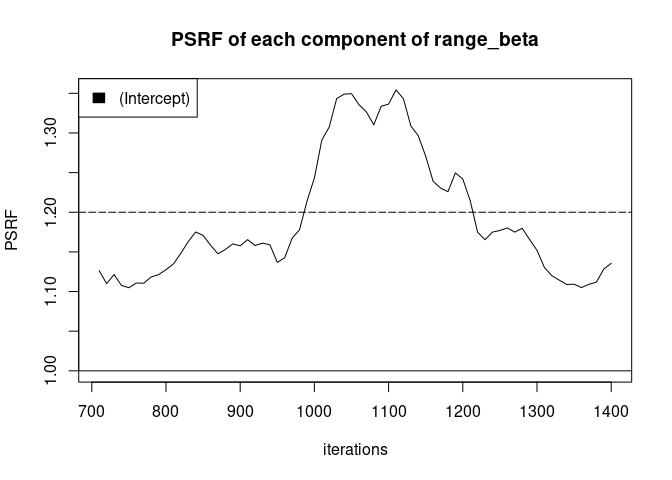 PSRF of each component of range_beta
(Intercept)
PSRF
1.30
1.20
1.10
1.00
700 800 900 1000 1100 1200 1300 1400
iterations